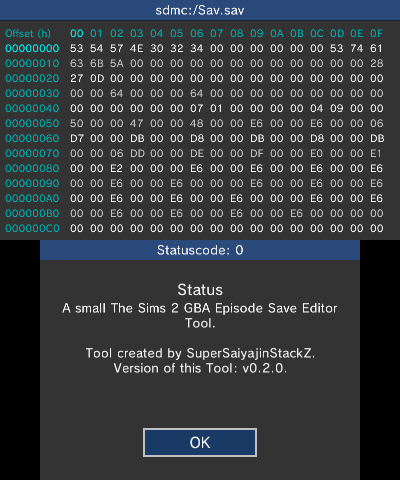 sdmc:/Sav.sav
Offset (h) 00 01 02 03 04 05 06 07 08 09 0A 0B 0C 0D 0E 0F
00000000 53 54 57 4E 30 32 34 00 00 00 00 00 00 53 74 61
00000010 63 6B 5A 00 00 00 00 00 00 00 00 00 00 00 00 28
00000020 27 0D 00 00 00 00 00 00 00 00 00 00 00 00 00 00
00000030 00 00 64 00 00 00 64 00 00 00 00 00 00 00 00 00
00000040 00 00 00 00 00 07 01 00 00 00 00 00 04 09 00 00
00000050 50 00 00 47 00 00 48 00 00 E6 00 00 E6 00 00 06
00000060 D7 00 00 DB 00 00 D8 00 00 DB 00 00 D8 00 00 DB
00000070 00 00 06 DD 00 00 DE 00 00 DF 00 00 E0 00 00 E1
00000080 00 00 E2 00 00 00 E6 00 00 E6 00 00 E6 00 00 E6
00000090 00 00 E6 00 00 E6 00 00 E6 00 00 E6 00 00 E6 00
000000A0 00 00 E6 00 00 E6 00 00 E6 00 00 E6 00 00 E6 00
000000B0 00 00 E6 00 00 E6 00 00 E6 00 00 E6 00 00 00 00
000000C0 00 00 00 00 00 00 00 00 00 00 00 00 00 00 00 00
Statuscode: 0
Status
A small The Sims 2 GBA Episode Save Editor
Tool.
Tool created by SuperSaiyajinStackZ.
Version of this Tool: v0.2.0.
OK